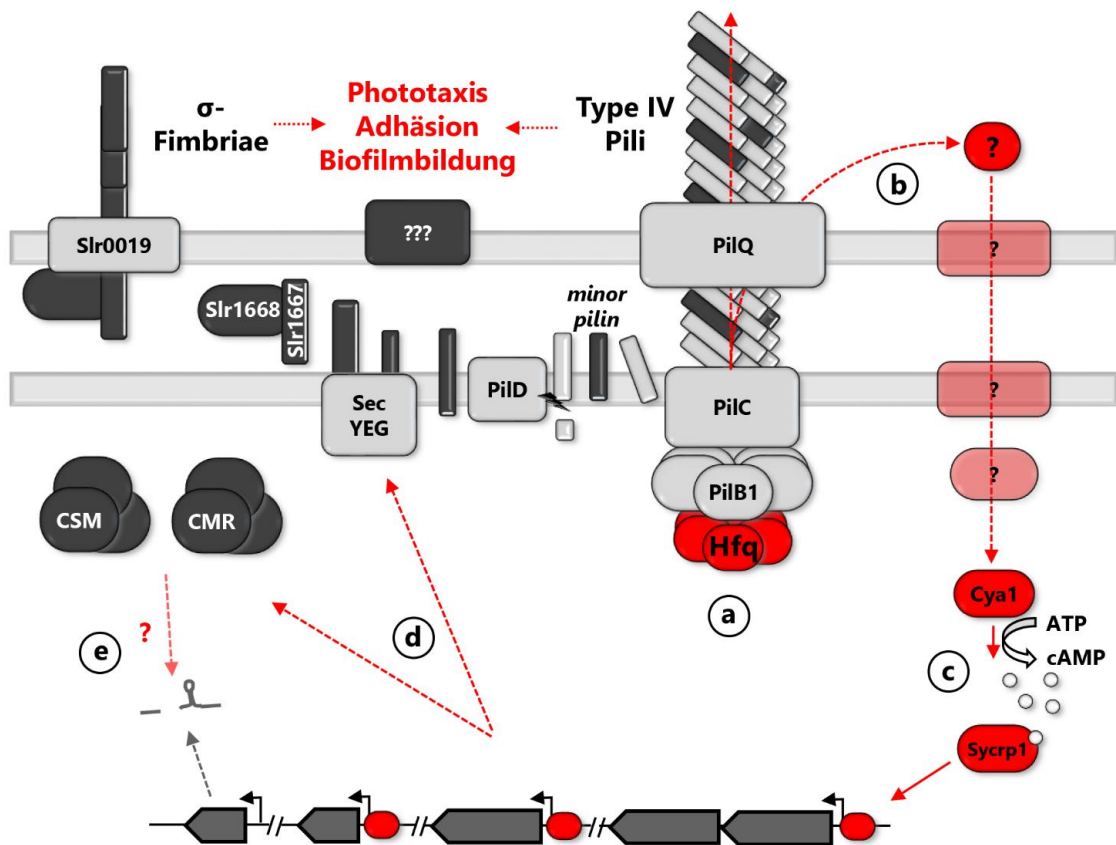 σ-
Fimbriae
Phototaxis
Adhäsion
Biofilmbildung
Type IV
Pili
?
b
Slr0019
???
PilQ
?
Slr1668
Slr1667
minor
pilin
Sec
YEG
PilD
PilC
?
PilB1
?
CSM
CMR
Hfq
Cya1
a
ATP
cAMP
d
e
?
c
Sycrp1
//
//
//